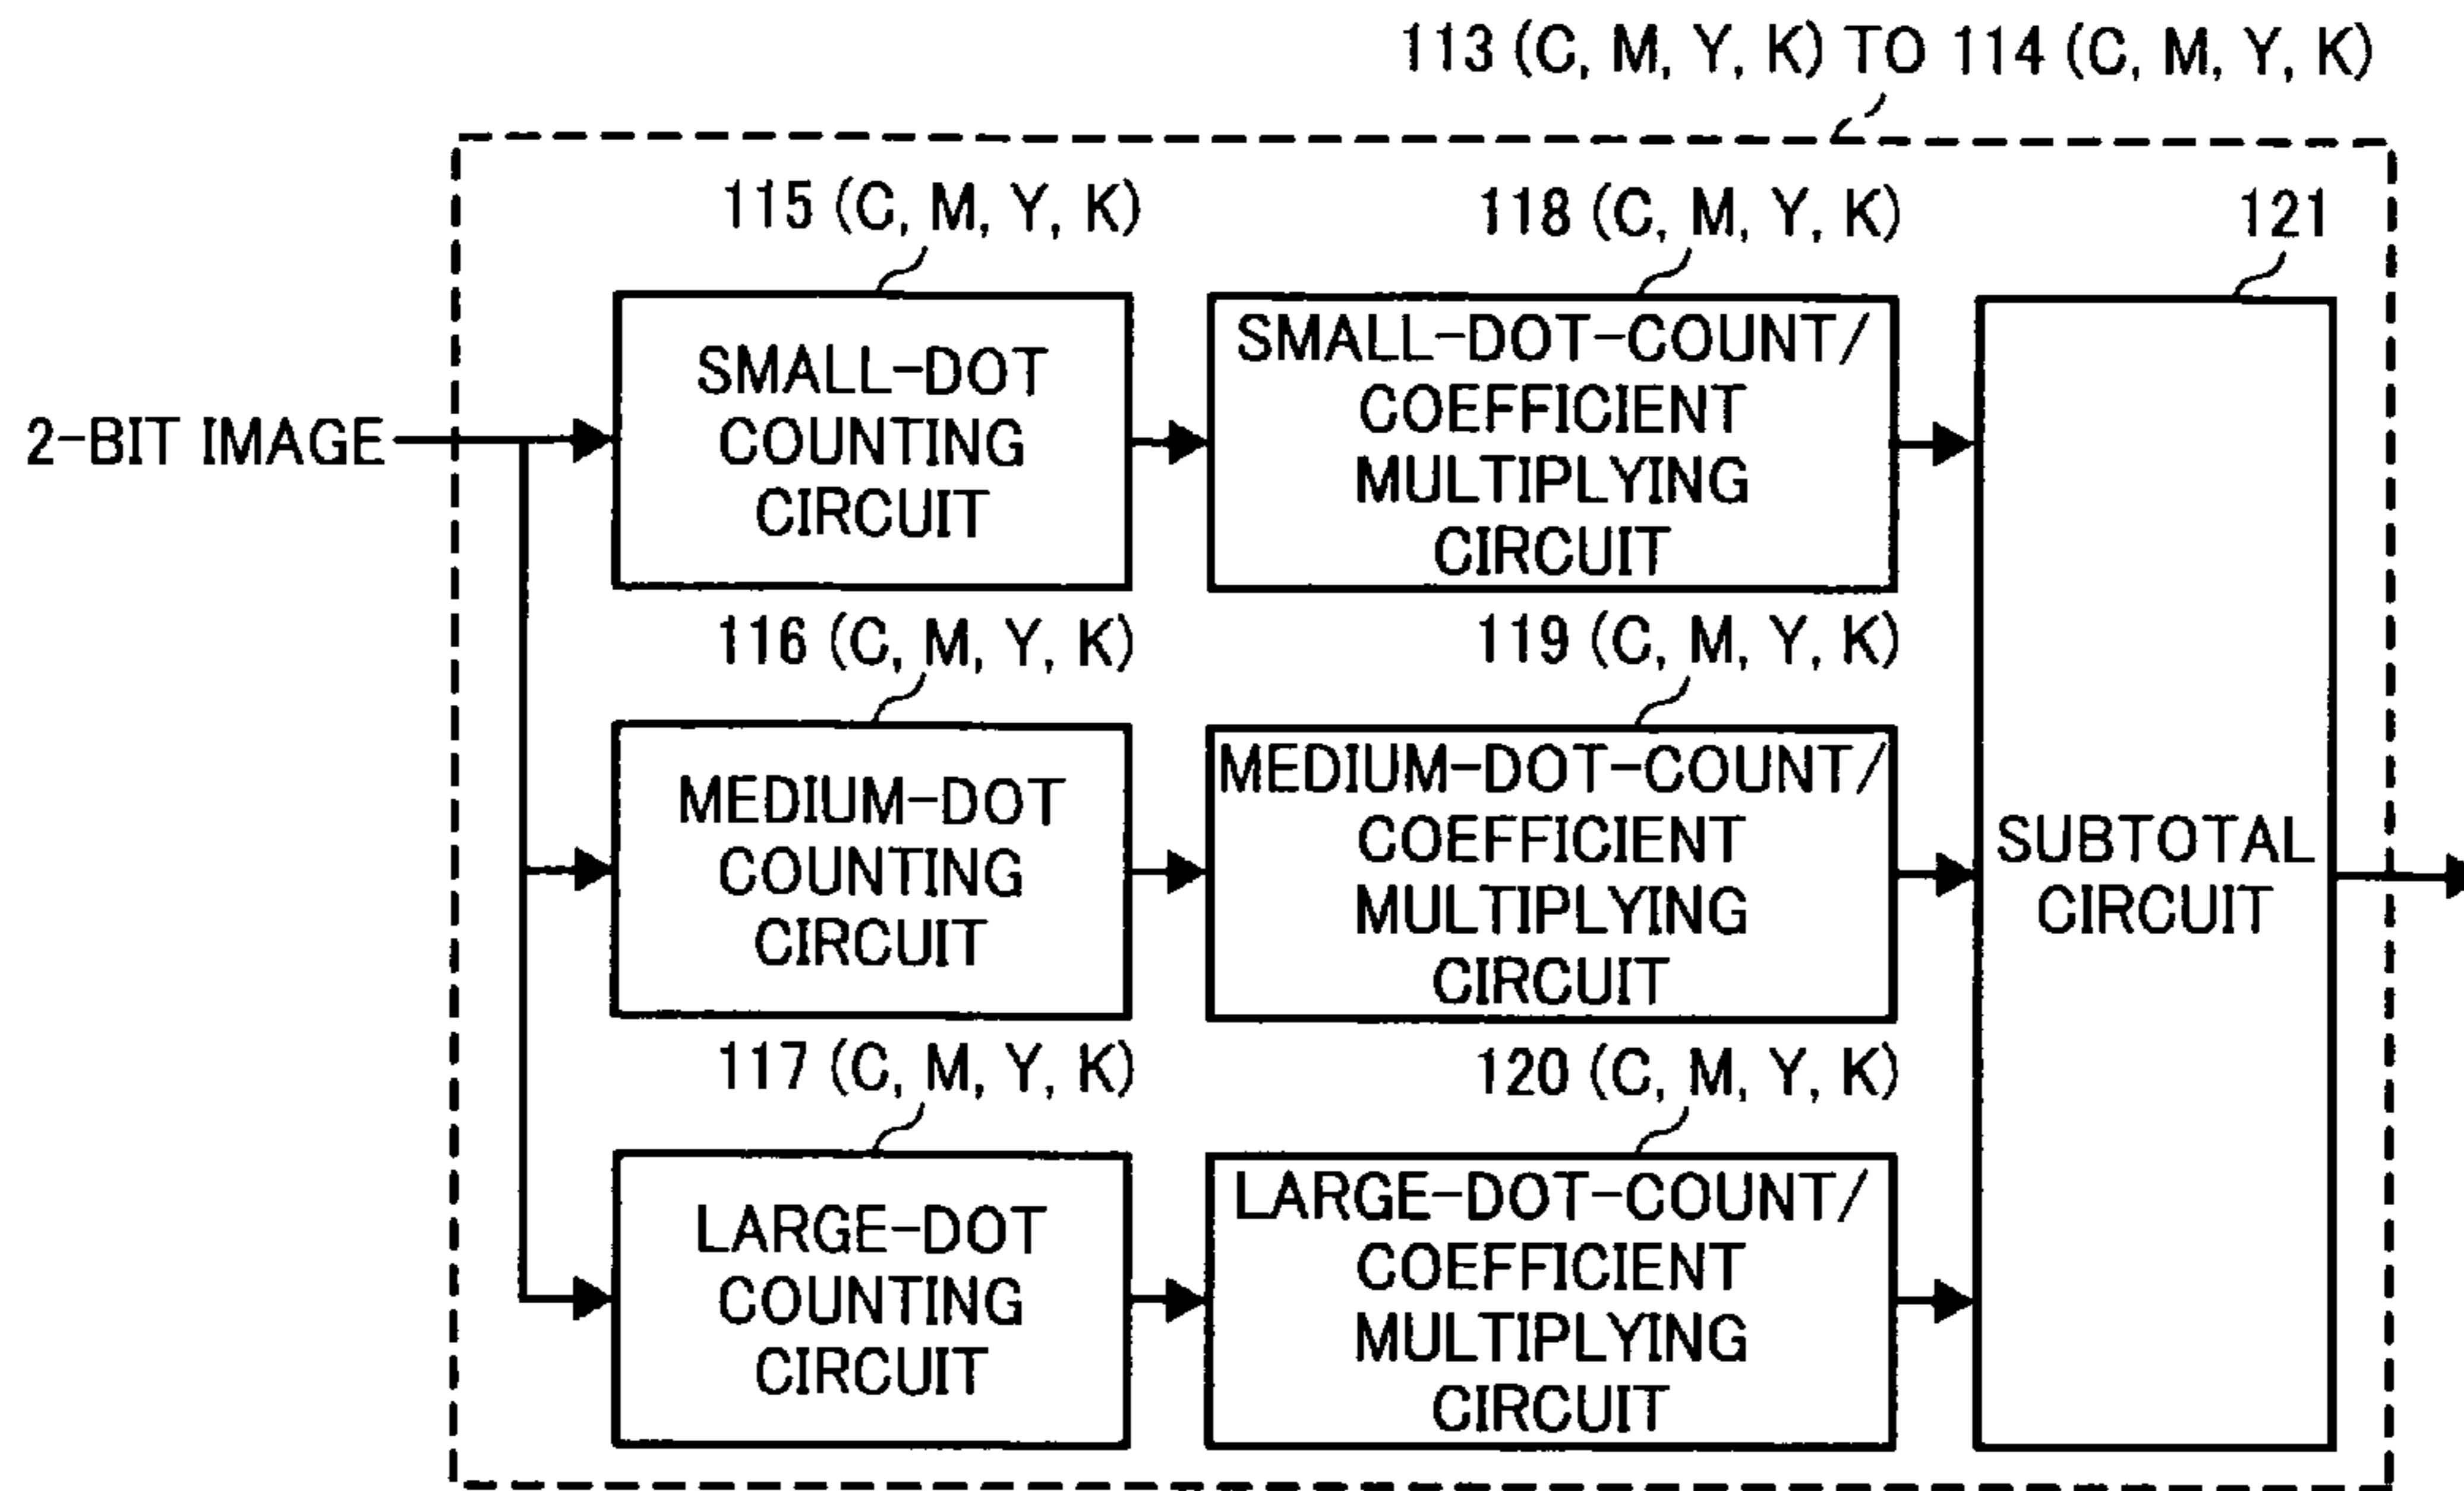 113 (C, M, Y, K) TO 114 (C, M, Y, K)
115 (C, M, Y, K)
118 (C, M, Y, K)
121
2-BIT IMAGE
SMALL-DOT
COUNTING
CIRCUIT
SMALL-DOT-COUNT/
COEFFICIENT
MULTIPLYING
CIRCUIT
116 (C, M, Y, K)
119 (C, M, Y, K)
MEDIUM-DOT
COUNTING
CIRCUIT
MEDIUM-DOT-COUNT/
COEFFICIENT
MULTIPLYING
CIRCUIT
SUBTOTAL
CIRCUIT
117 (C, M, Y, K)
120 (C, M, Y, K)
LARGE-DOT
COUNTING
CIRCUIT
LARGE-DOT-COUNT/
COEFFICIENT
MULTIPLYING
CIRCUIT